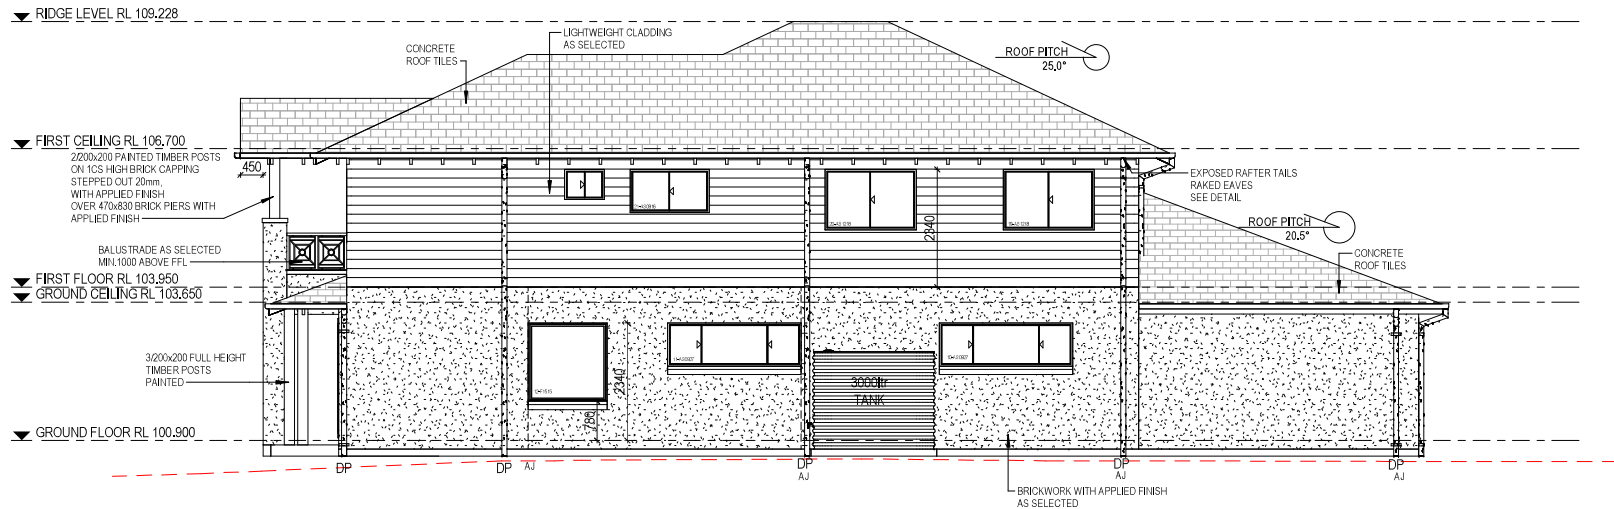 RIDGE LEVEL RL 109.228
LIGHTWEIGHT CLADDING
AS SELECTED
CONCRETE
ROOF TILES
ROOF PITCH
25.0°
FIRST CEILING RL 106.700
2/200x200 PAINTED TIMBER POSTS
ON 1CS HIGH BRICK CAPPING
STEPPED OUT 20mm,
WITH APPLIED FINISH
OVER 470x830 BRICK PIERS WITH
APPLIED FINISH
450
EXPOSED RAFTER TAILS
RAKED EAVES
SEE DETAIL
2340
ROOF PITCH
20.5°
BALUSTRADE AS SELECTED
MIN.1000 ABOVE FFL
CONCRETE
ROOF TILES
FIRST FLOOR RL 103.950
GROUND CEILING RL 103.650
3/200x200 FULL HEIGHT
TIMBER POSTS
PAINTED
2340
780
3000ltr
TANK
GROUND FLOOR RL 100.900
DP
DP
AJ
DP
AJ
DP
AJ
DP
AJ
BRICKWORK WITH APPLIED FINISH
AS SELECTED